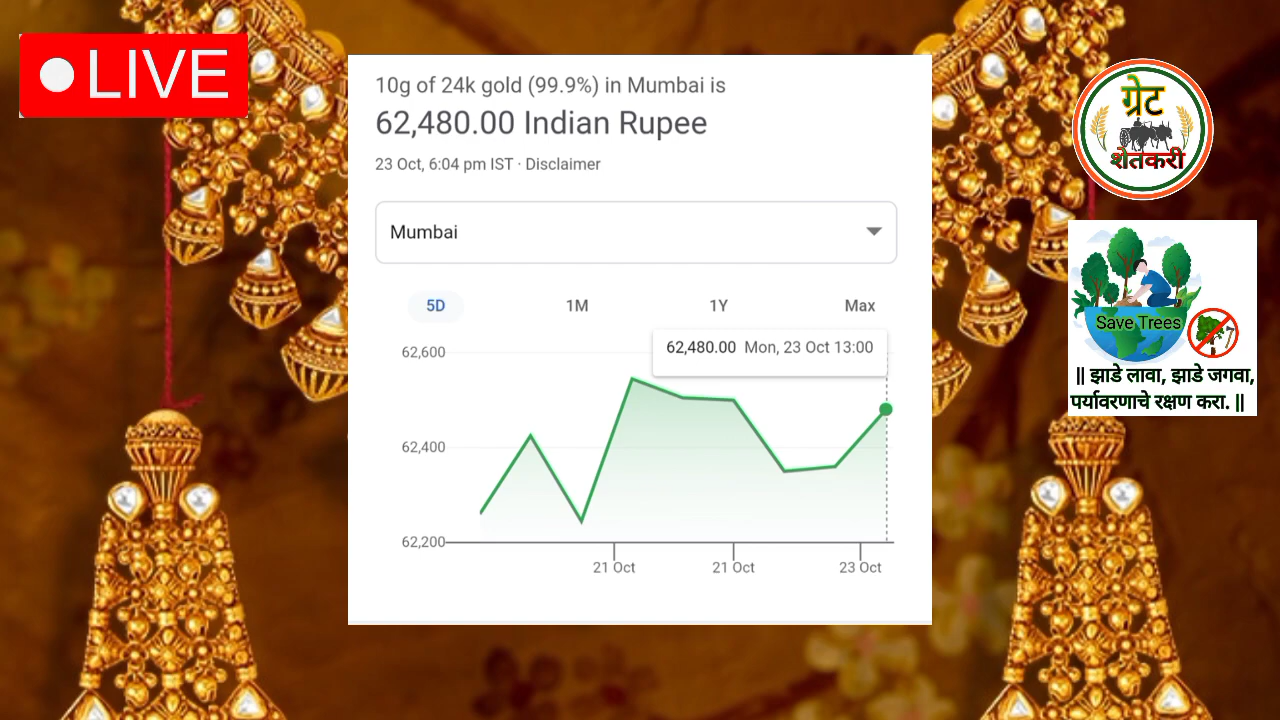 LIVE
10g of 24k gold (99.9%) in Mumbai is
62,480.00 Indian Rupee
23 Oct, 6:04 pm IST · Disclaimer
Mumbai
5D 1M 1Y Max
62,480.00 Mon, 23 Oct 13:00
62,600
62,400
62,200
21 Oct 21 Oct 23 Oct
ग्रेट
शेतकरी
Save Trees
|| झाडे लावा, झाडे जगवा,
पर्यावरणाचे रक्षण करा. ||